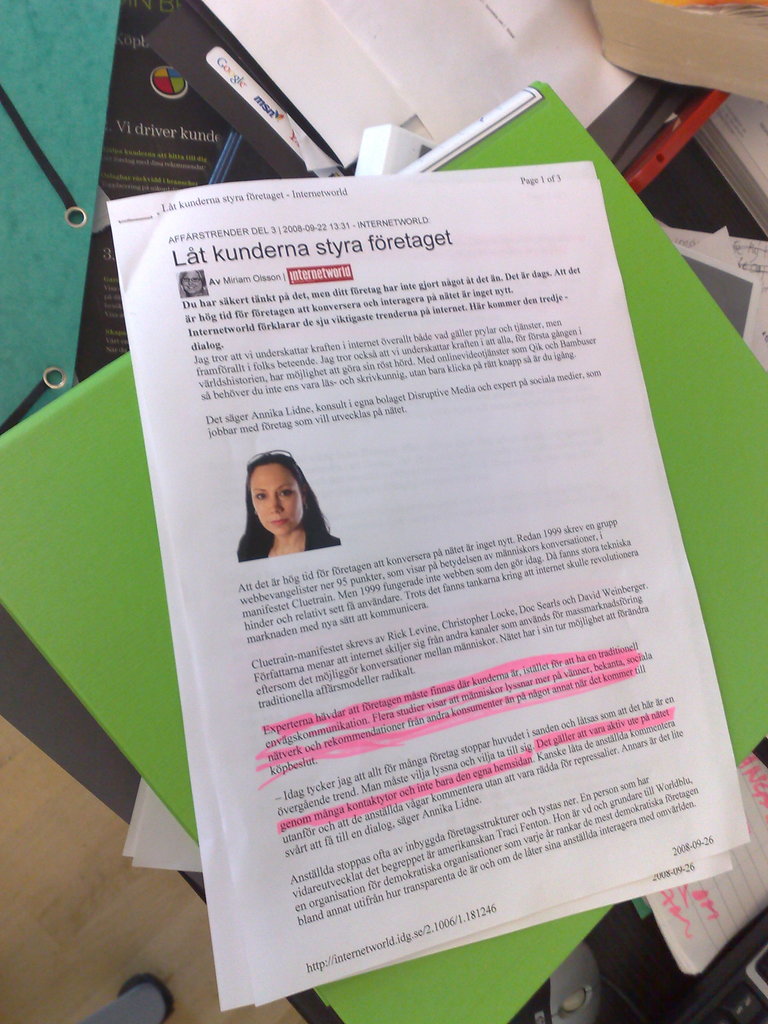 Köpt
Google
msn
Vi driver kunde
Låt kunderna styra företaget - Internetworld
Page 1 of 3
AFFÄRSTRENDER DEL 3 | 2008-09-22 13:31 - INTERNETWORLD:
Låt kunderna styra företaget
Av Miriam Olsson | internetworld
Du har säkert tänkt på det, men ditt företag har inte gjort något åt det än. Det är dags. Att det
är hög tid för företagen att konversera och interagera på nätet är inget nytt.
Internetworld förklarar de sju viktigaste trenderna på internet. Här kommer den tredje -
dialog.
Jag tror att vi underskattar kraften i internet överallt både vad gäller prylar och tjänster, men
framförallt i folks beteende. Jag tror också att vi underskattar kraften i att alla, för första gången i
världshistorien, har möjlighet att göra sin röst hörd. Med onlinevideotjänster som Qik och Bambuser
så behöver du inte ens vara läs- och skrivkunnig, utan bara klicka på rätt knapp så är du igång.
Det säger Annika Lidne, konsult i egna bolaget Disruptive Media och expert på sociala medier, som
jobbar med företag som vill utvecklas på nätet.
Att det är hög tid för företagen att konversera på nätet är inget nytt. Redan 1999 skrev en grupp
webbevangelister ner 95 punkter, som visar på betydelsen av människors konversationer, i
manifestet Cluetrain. Men 1999 fungerade inte webben som den gör idag. Då fanns stora tekniska
hinder och relativt sett få användare. Trots det fanns tankarna kring att internet skulle revolutionera
marknaden med nya sätt att kommunicera.
Cluetrain-manifestet skrevs av Rick Levine, Christopher Locke, Doc Searls och David Weinberger.
Författarna menar att internet skiljer sig från andra kanaler som används för massmarknadsföring
eftersom det möjliggör konversationer mellan människor. Nätet har i sin tur möjlighet att förändra
traditionella affärsmodeller radikalt.
Experterna hävdar att företagen måste finnas där kunderna är, istället för att ha en traditionell
envägskommunikation. Flera studier visar att människor lyssnar mer på vänner, bekanta, sociala
nätverk och rekommendationer från andra konsumenter än på något annat när det kommer till
köpbeslut.
– Idag tycker jag att allt för många företag stoppar huvudet i sanden och låtsas som att det här är en
övergående trend. Man måste vilja lyssna och vilja ta till sig. Det gäller att vara aktiv ute på nätet
genom många kontaktytor och inte bara den egna hemsidan. Kanske låta de anställda kommentera
utanför och att de anställda vågar kommentera utan att vara rädda för repressalier. Annars är det lite
svårt att få till en dialog, säger Annika Lidne.
Anställda stoppas ofta av inbyggda företagsstrukturer och tystas ner. En person som har
vidareutvecklat det begreppet är amerikanskan Traci Fenton. Hon är vd och grundare till Worldblu,
en organisation för demokratiska organisationer som varje år rankar de mest demokratiska företagen
bland annat utifrån hur transparenta de är och om de låter sina anställda interagera med omvärlden.
http://internetworld.idg.se/2.1006/1.181246
2008-09-26
2008-09-26